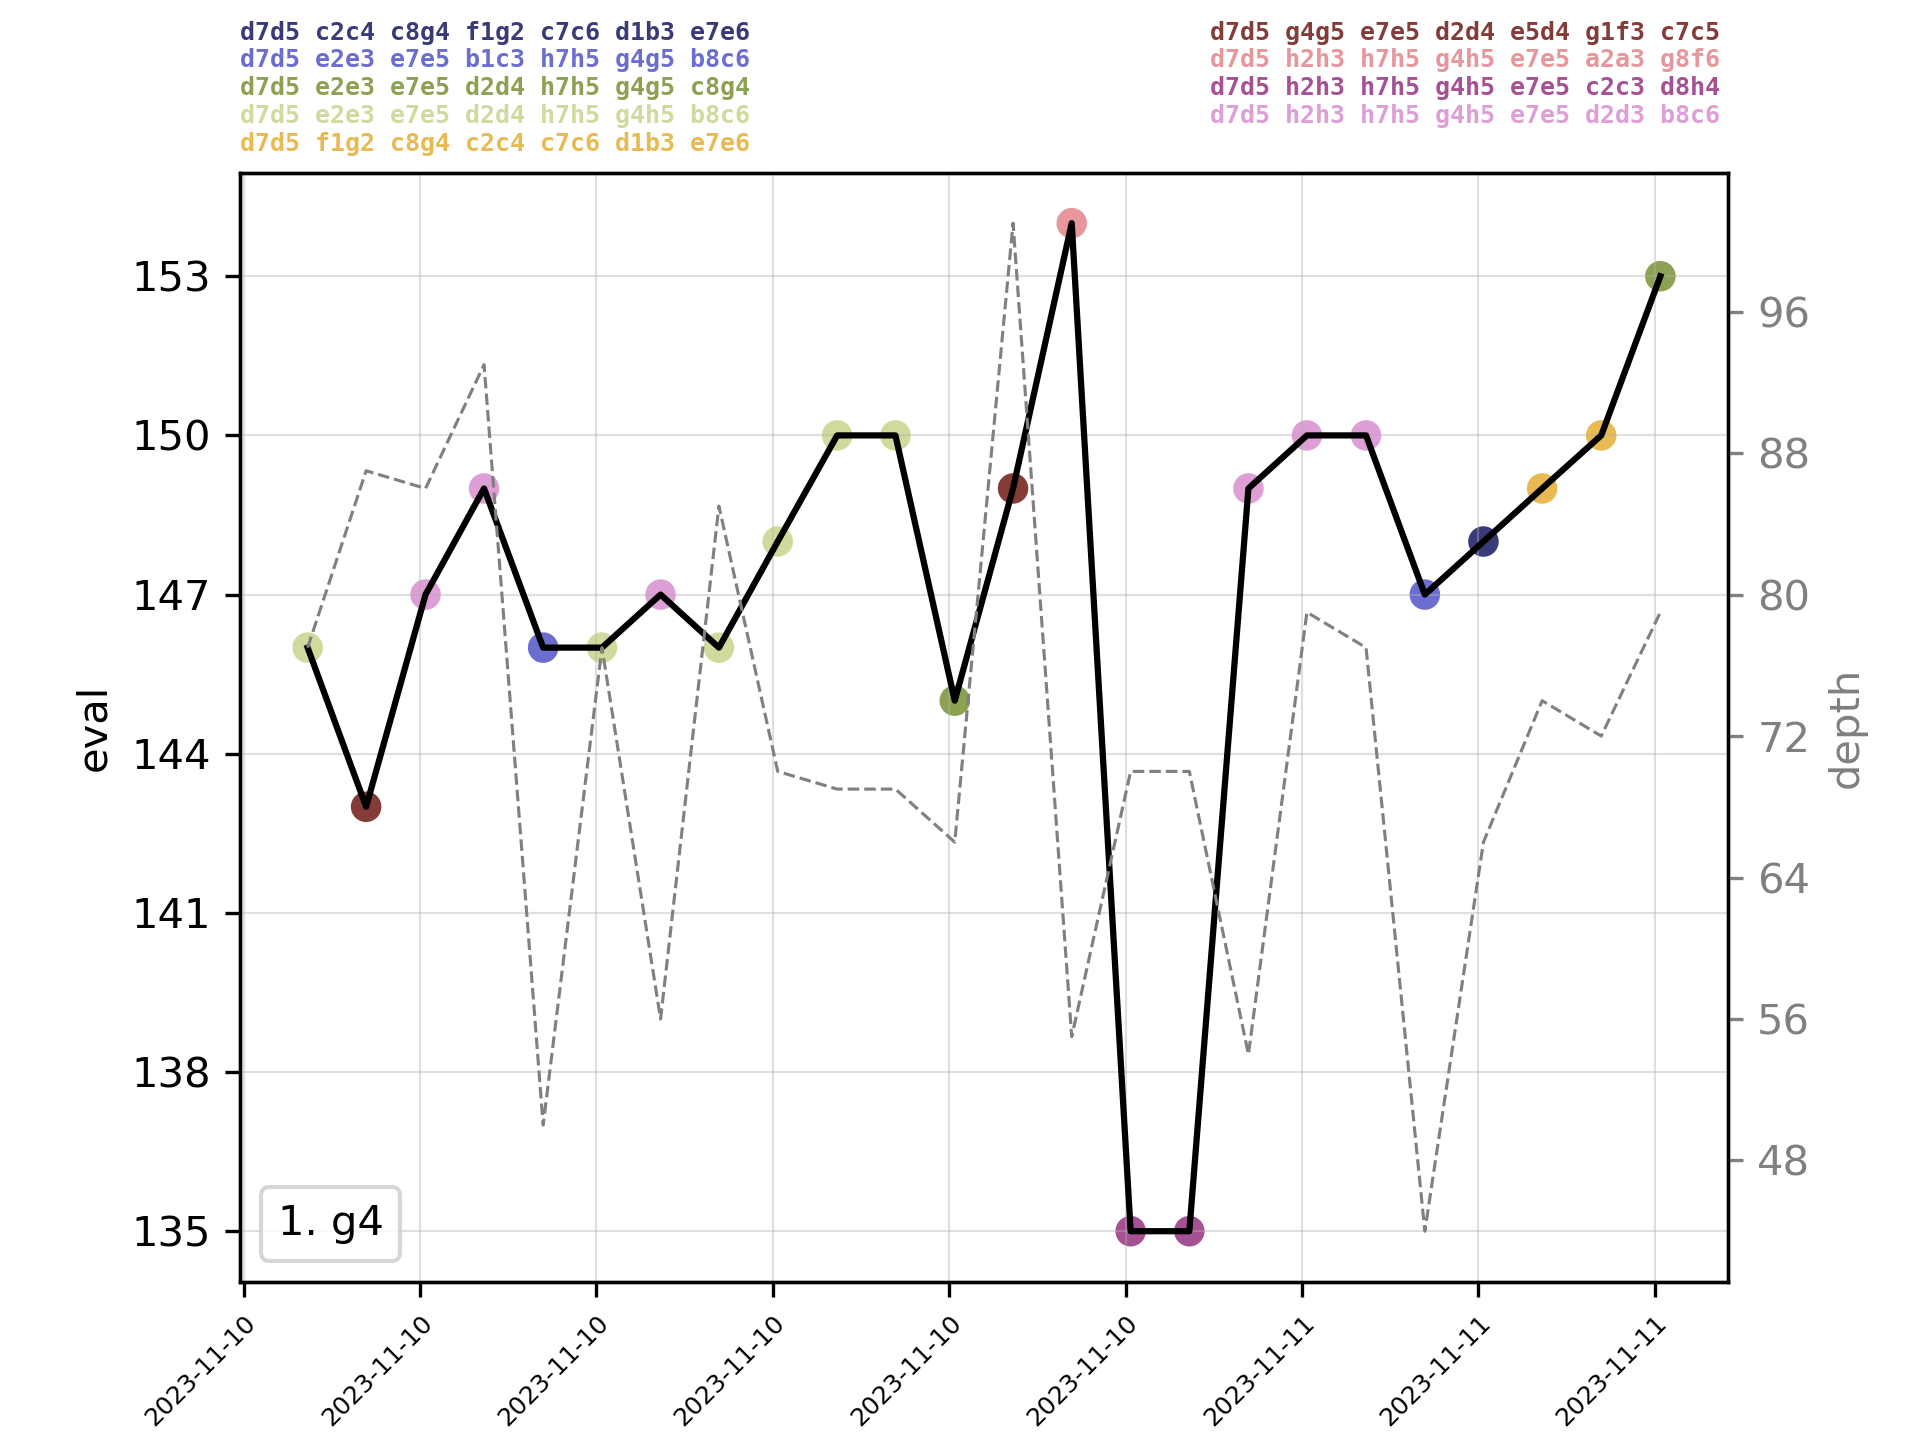 d7d5 c2c4 c8g4 f1g2 c7c6 d1b3 e7e6
d7d5 e2e3 e7e5 b1c3 h7h5 g4g5 b8c6
d7d5 e2e3 e7e5 d2d4 h7h5 g4g5 c8g4
d7d5 e2e3 e7e5 d2d4 h7h5 g4h5 b8c6
d7d5 f1g2 c8g4 c2c4 c7c6 d1b3 e7e6
d7d5 g4g5 e7e5 d2d4 e5d4 g1f3 c7c5
d7d5 h2h3 h7h5 g4h5 e7e5 a2a3 g8f6
d7d5 h2h3 h7h5 g4h5 e7e5 c2c3 d8h4
d7d5 h2h3 h7h5 g4h5 e7e5 d2d3 b8c6
153
150
147
144
141
138
135
eval
96
88
80
72
64
56
48
depth
1. g4
2023-11-10
2023-11-10
2023-11-10
2023-11-10
2023-11-10
2023-11-10
2023-11-11
2023-11-11
2023-11-11